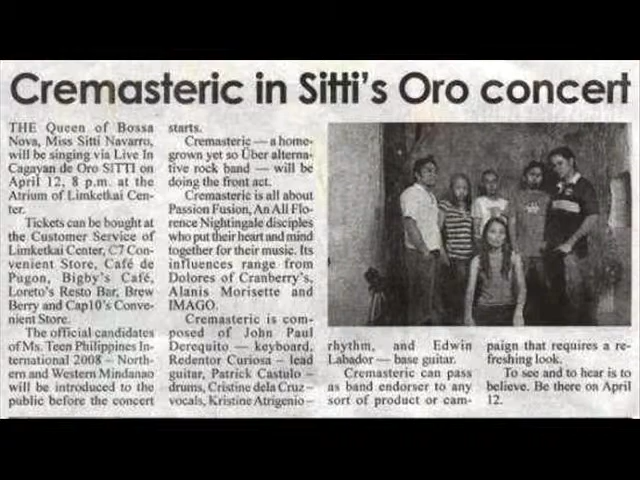 Cremasteric in Sitti's Oro concert
THE Queen of Bossa
Nova, Miss Sitti Navarro,
will be singing via Live In
Cagayan de Oro SITTI on
April 12, 8 p.m. at the
Atrium of Limketkai Cen-
ter.
Tickets can be bought at
the Customer Service of
Limketkai Center, C7 Con-
venient Store, Café de
Pugon, Bigby's Café,
Loreto's Resto Bar, Brew
Berry and Cap10's Conve-
nient Store.
The official candidates
of Ms. Teen Philippines In-
ternational 2008 – North-
ern and Western Mindanao
will be introduced to the
public before the concert
starts.
Cremasteric — a home-
grown yet so Über alterna-
tive rock band — will be
doing the front act.
Cremasteric is all about
Passion Fusion, An All Flo-
rence Nightingale disciples
who put their heart and mind
together for their music. Its
influences range from
Dolores of Cranberry's,
Alanis Morisette and
IMAGO.
Cremasteric is com-
posed of John Paul
Derequito — keyboard,
Redentor Curiosa – lead
guitar, Patrick Castulo –
drums, Cristine dela Cruz –
vocals, Kristine Atrigenio –
rhythm, and Edwin
Labador — base guitar.
Cremasteric can pass
as band endorser to any
sort of product or cam-
paign that requires a re-
freshing look.
To see and to hear is to
believe. Be there on April
12.